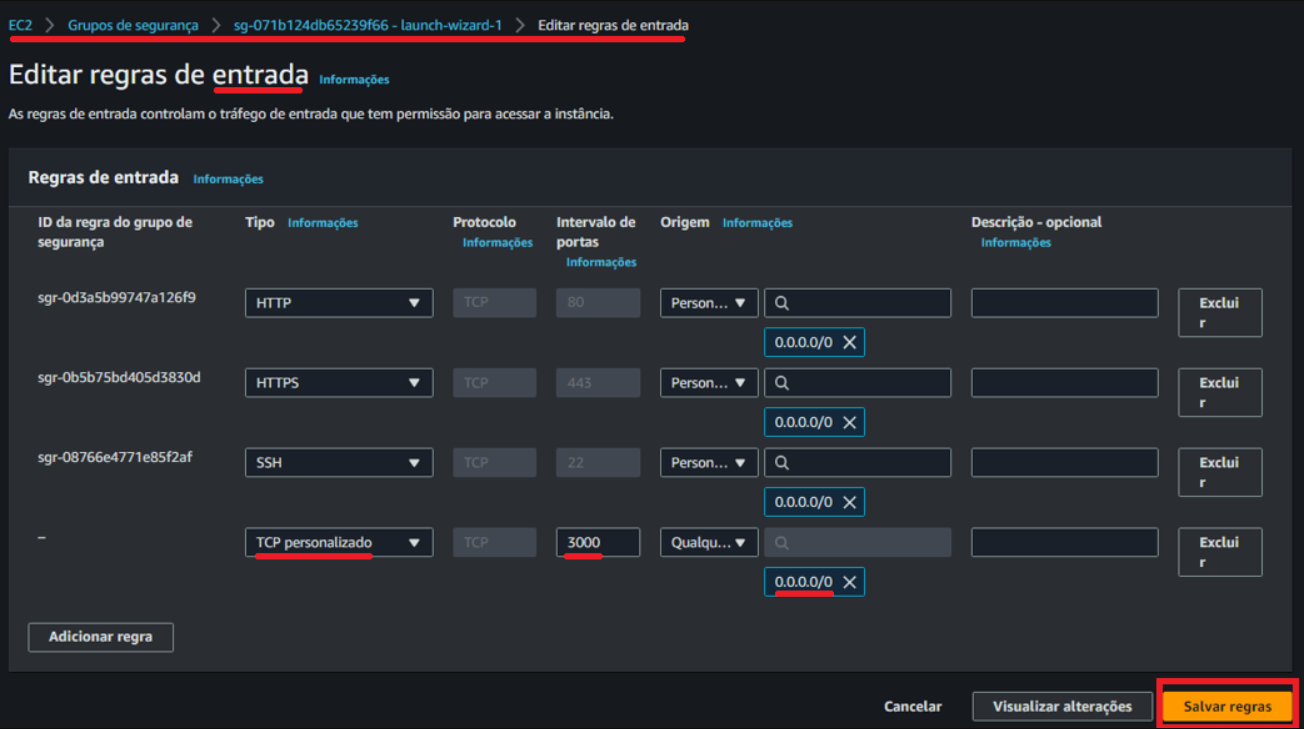 EC2 > Grupos de segurança > sg-071b124db65239f66 - launch-wizard-1 > Editar regras de entrada
Editar regras de entrada Informações
As regras de entrada controlam o tráfego de entrada que tem permissão para acessar a instância.
Regras de entrada Informações
ID da regra do grupo de segurança
Tipo Informações
Protocolo Informações
Intervalo de portas Informações
Origem Informações
Descrição - opcional Informações
sgr-0d3a5b99747a126f9 HTTP TCP 80 Person... Excluir
0.0.0.0/0
sgr-0b5b75bd405d3830d HTTPS TCP 443 Person... Excluir
0.0.0.0/0
sgr-08766e4771e85f2af SSH TCP 22 Person... Excluir
0.0.0.0/0
– TCP personalizado TCP 3000 Qualqu... Excluir
0.0.0.0/0
Adicionar regra
Cancelar Visualizar alterações Salvar regras